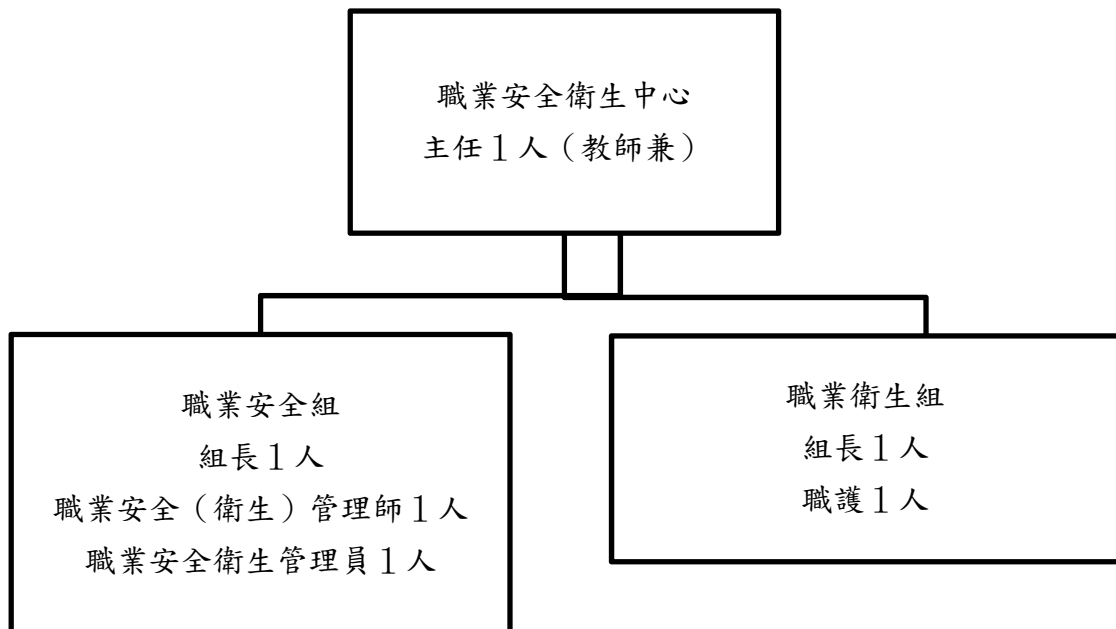 職業安全衛生中心
主任1人（教師兼）
職業安全組
組長1人
職業安全（衛生）管理師1人
職業安全衛生管理員1人
職業衛生組
組長1人
職護1人